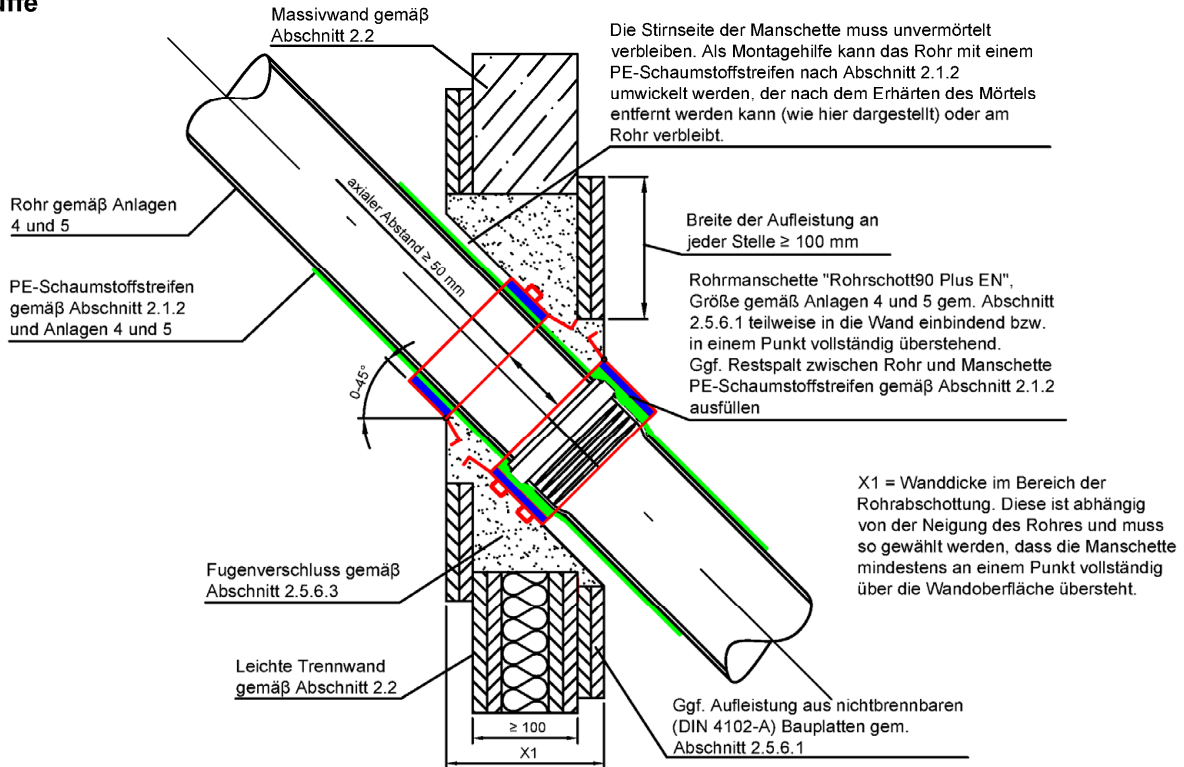 Massivwand gemäß
Abschnitt 2.2
Die Stirnseite der Manschette muss unvermörtelt
verbleiben. Als Montagehilfe kann das Rohr mit einem
PE-Schaumstoffstreifen nach Abschnitt 2.1.2
umwickelt werden, der nach dem Erhärten des Mörtels
entfernt werden kann (wie hier dargestellt) oder am
Rohr verbleibt.
axialer Abstand ≥ 50 mm
Rohr gemäß Anlagen
4 und 5
Breite der Aufleistung an
jeder Stelle ≥ 100 mm
PE-Schaumstoffstreifen
gemäß Abschnitt 2.1.2
und Anlagen 4 und 5
Rohrmanschette "Rohrschott90 Plus EN",
Größe gemäß Anlagen 4 und 5 gem. Abschnitt
2.5.6.1 teilweise in die Wand einbindend bzw.
in einem Punkt vollständig überstehend.
Ggf. Restspalt zwischen Rohr und Manschette
PE-Schaumstoffstreifen gemäß Abschnitt 2.1.2
ausfüllen
0-45°
X1 = Wanddicke im Bereich der
Rohrabschottung. Diese ist abhängig
von der Neigung des Rohres und muss
so gewählt werden, dass die Manschette
mindestens an einem Punkt vollständig
über die Wandoberfläche übersteht.
Fugenverschluss gemäß
Abschnitt 2.5.6.3
Leichte Trennwand
gemäß Abschnitt 2.2
Ggf. Aufleistung aus nichtbrennbaren
(DIN 4102-A) Bauplatten gem.
Abschnitt 2.5.6.1
≥ 100
X1